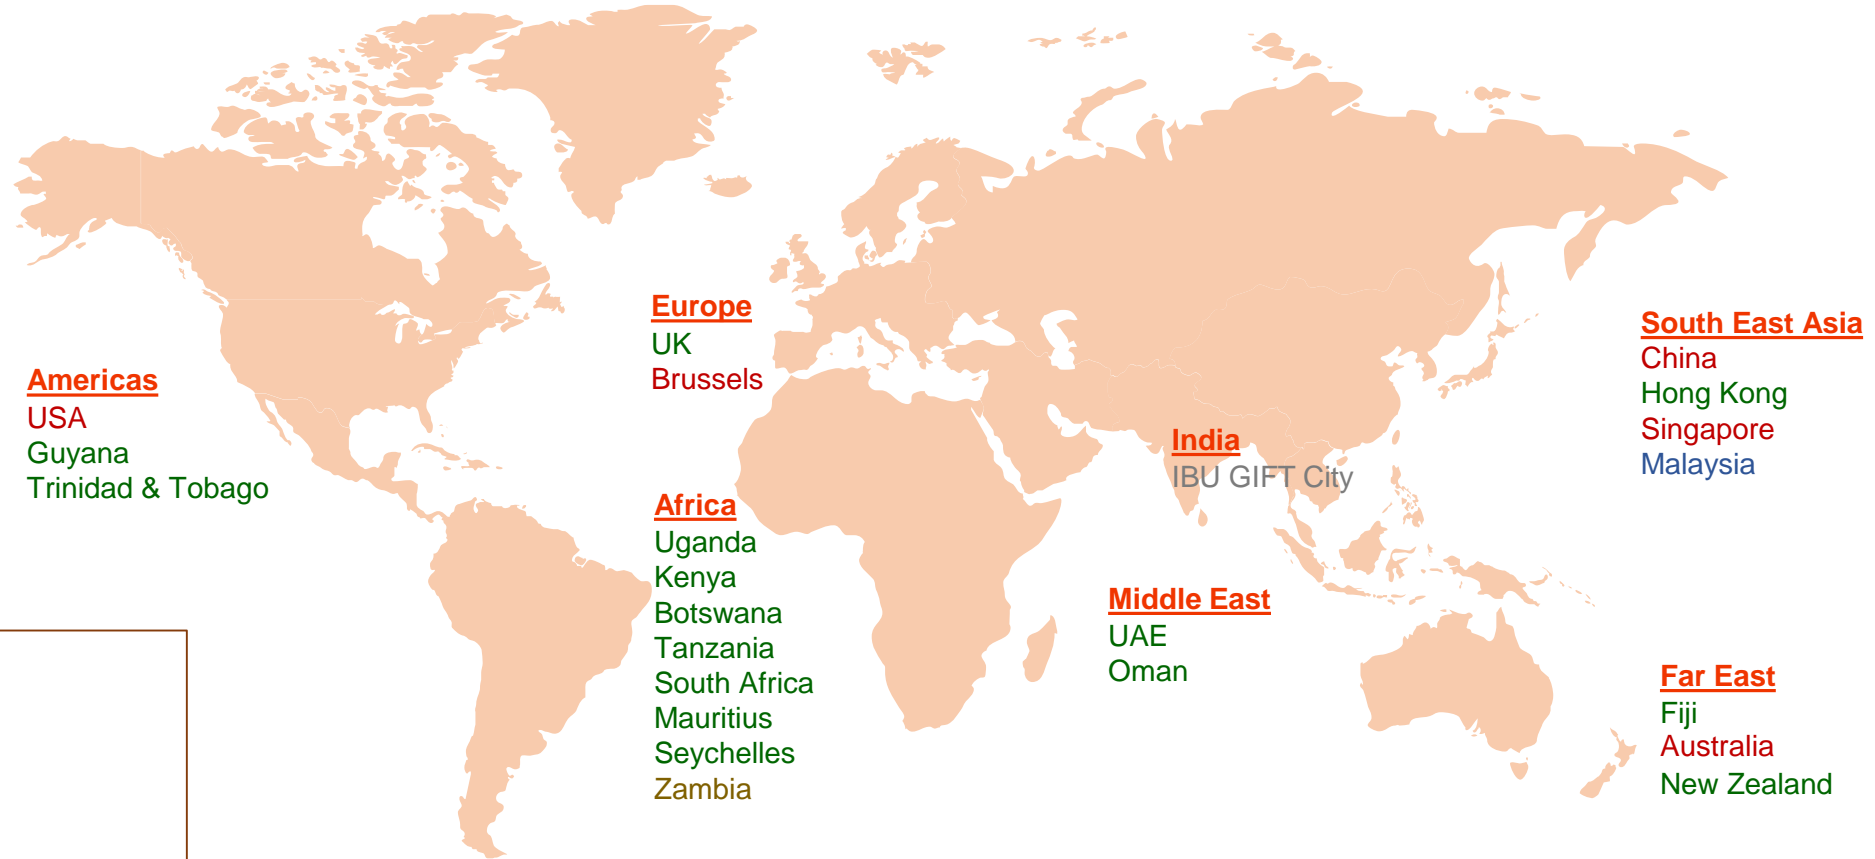 Americas
USA
Guyana
Trinidad & Tobago
Europe
UK
Brussels
Africa
Uganda
Kenya
Botswana
Tanzania
South Africa
Mauritius
Seychelles
Zambia
India
IBU GIFT City
Middle East
UAE
Oman
South East Asia
China
Hong Kong
Singapore
Malaysia
Far East
Fiji
Australia
New Zealand